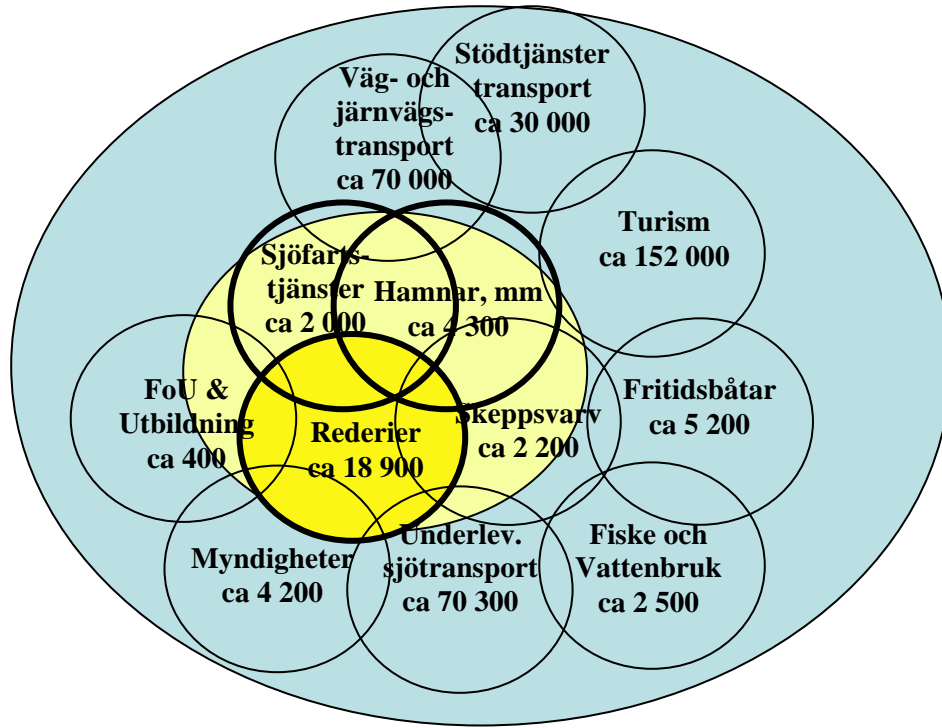 Stödtjänster
transport
ca 30 000
Väg- och
järnvägs-
transport
ca 70 000
Turism
ca 152 000
Sjöfarts-
tjänster
ca 2 000
Hamnar, mm
ca 4 300
FoU &
Utbildning
ca 400
Rederier
ca 18 900
Skeppsvarv
ca 2 200
Fritidsbåtar
ca 5 200
Myndigheter
ca 4 200
Underlev.
sjötransport
ca 70 300
Fiske och
Vattenbruk
ca 2 500